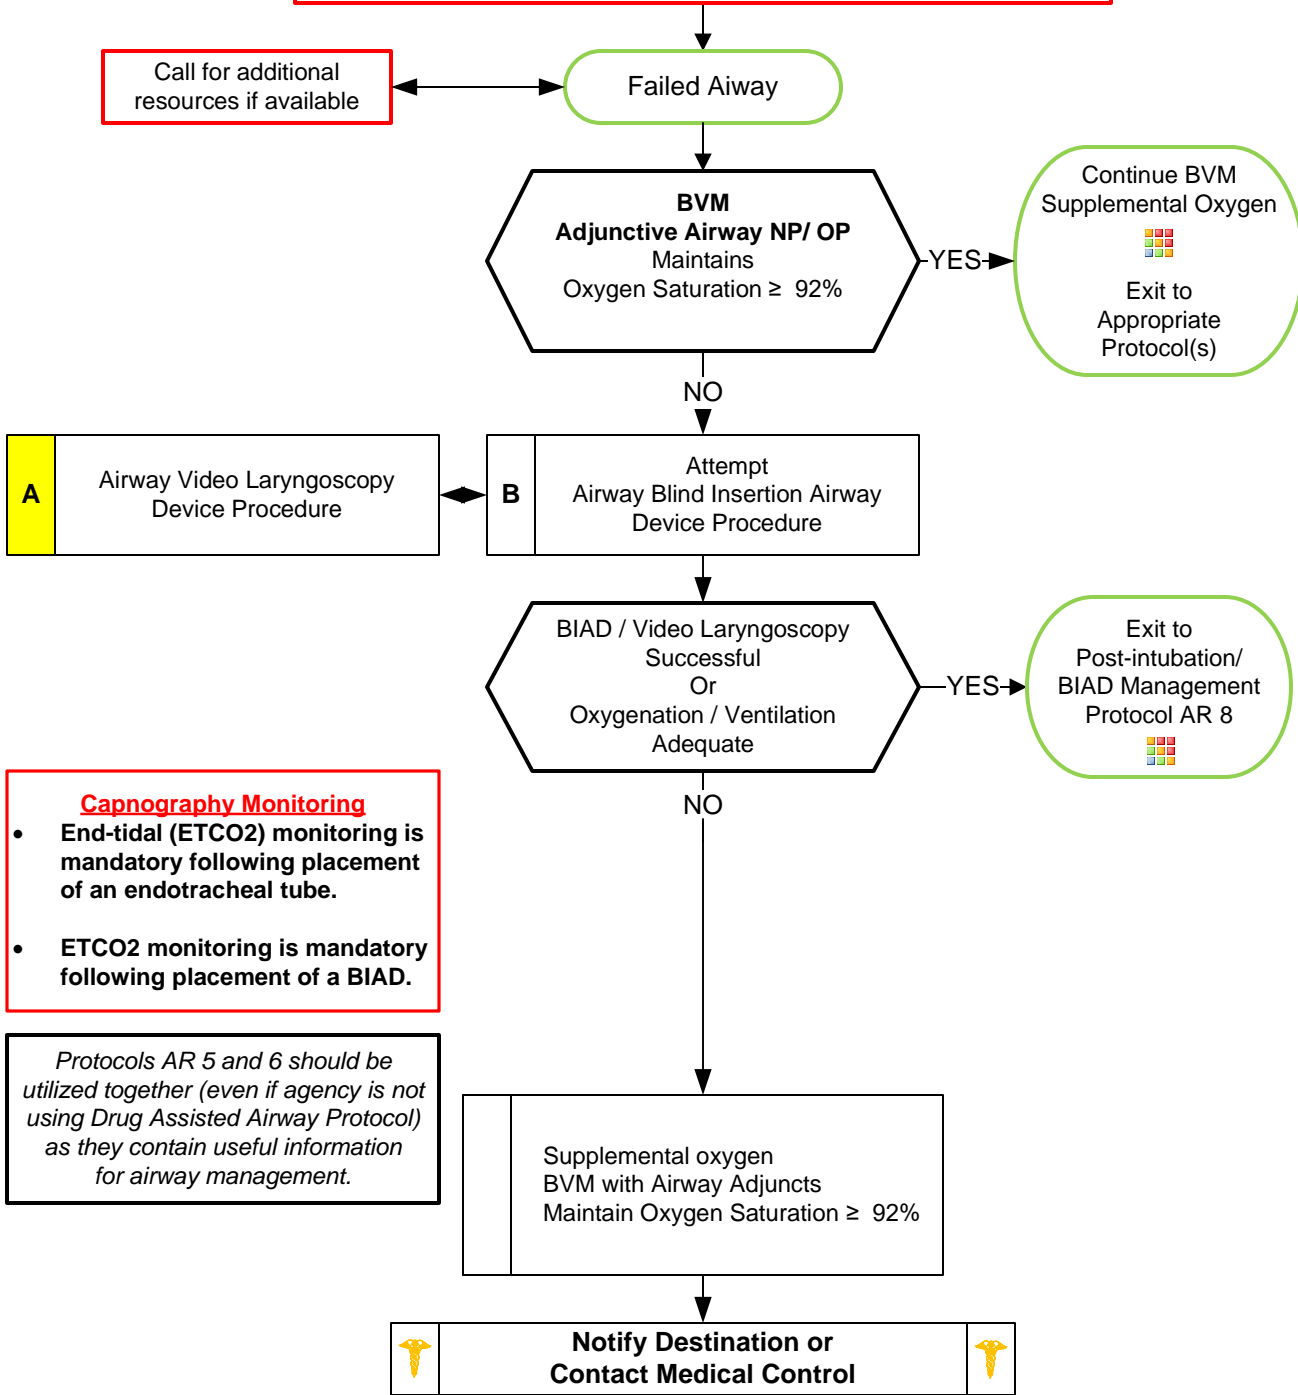 Call for additional
resources if available
Failed Aiway
BVM
Adjunctive Airway NP/ OP
Maintains
Oxygen Saturation ≥ 92%
YES
Continue BVM
Supplemental Oxygen
Exit to
Appropriate
Protocol(s)
NO
A
Airway Video Laryngoscopy
Device Procedure
B
Attempt
Airway Blind Insertion Airway
Device Procedure
BIAD / Video Laryngoscopy
Successful
Or
Oxygenation / Ventilation
Adequate
YES
Exit to
Post-intubation/
BIAD Management
Protocol AR 8
NO
Capnography Monitoring
• End-tidal (ETCO2) monitoring is
mandatory following placement
of an endotracheal tube.
• ETCO2 monitoring is mandatory
following placement of a BIAD.
Protocols AR 5 and 6 should be
utilized together (even if agency is not
using Drug Assisted Airway Protocol)
as they contain useful information
for airway management.
Supplemental oxygen
BVM with Airway Adjuncts
Maintain Oxygen Saturation ≥ 92%
Notify Destination or
Contact Medical Control